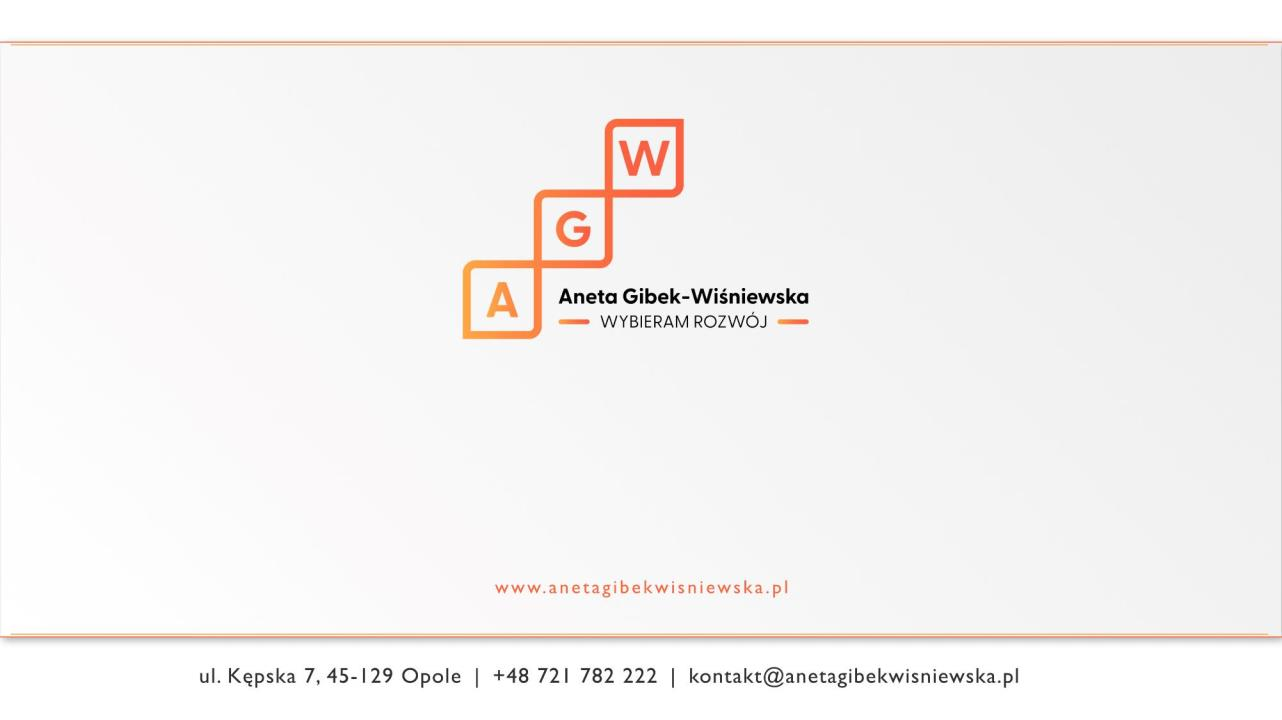 W
G
A
Aneta Gibek-Wiśniewska
WYBIERAM ROZWÓJ
www.anetagibekwisniewska.pl
ul. Kępska 7, 45-129 Opole | +48 721 782 222 | kontakt@anetagibekwisniewska.pl